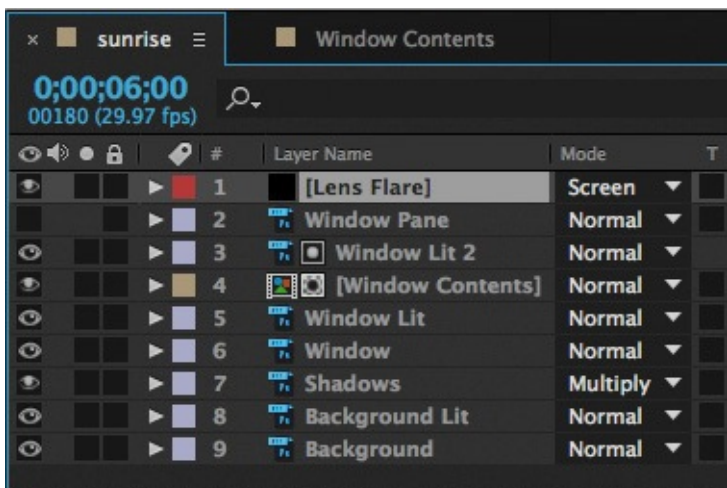 × sunrise ≡ Window Contents
0;00;06;00
00180 (29.97 fps)
# Layer Name Mode T
1 [Lens Flare] Screen
2 Window Pane Normal
3 Window Lit 2 Normal
4 [Window Contents] Normal
5 Window Lit Normal
6 Window Normal
7 Shadows Multiply
8 Background Lit Normal
9 Background Normal